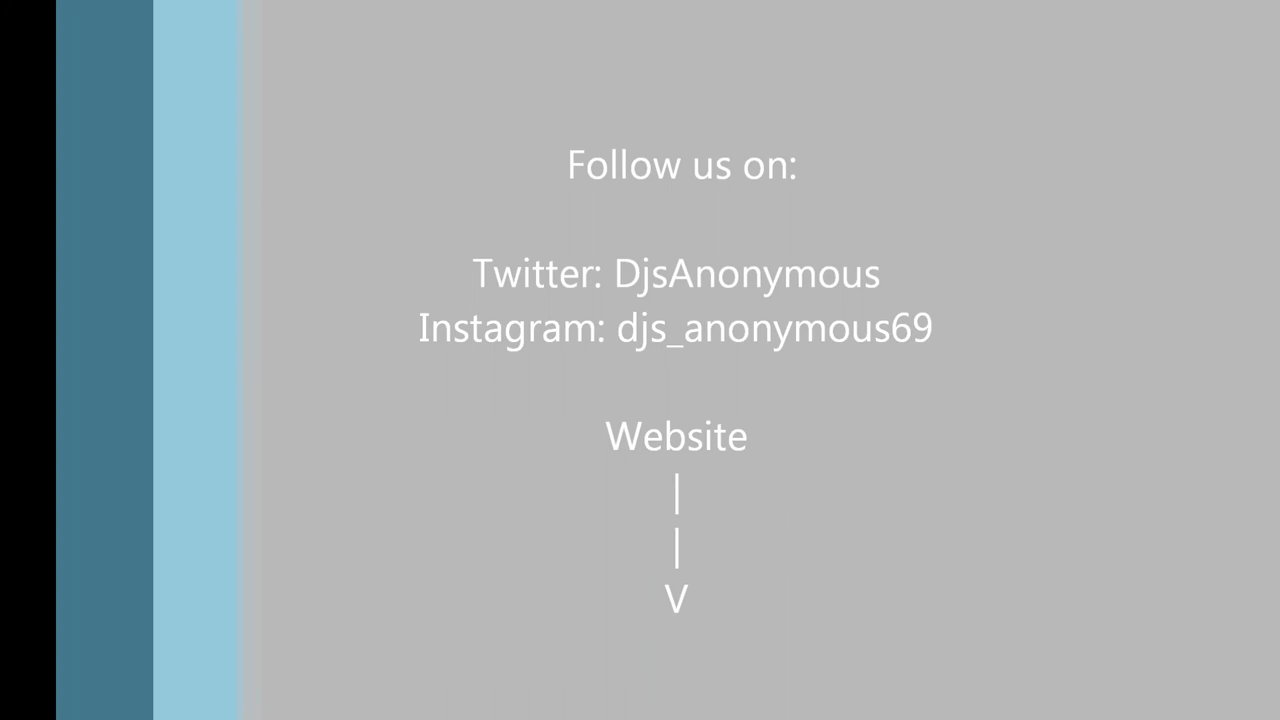 Follow us on:
Twitter: DjsAnonymous
Instagram: djs_anonymous69
Website
|
|
V